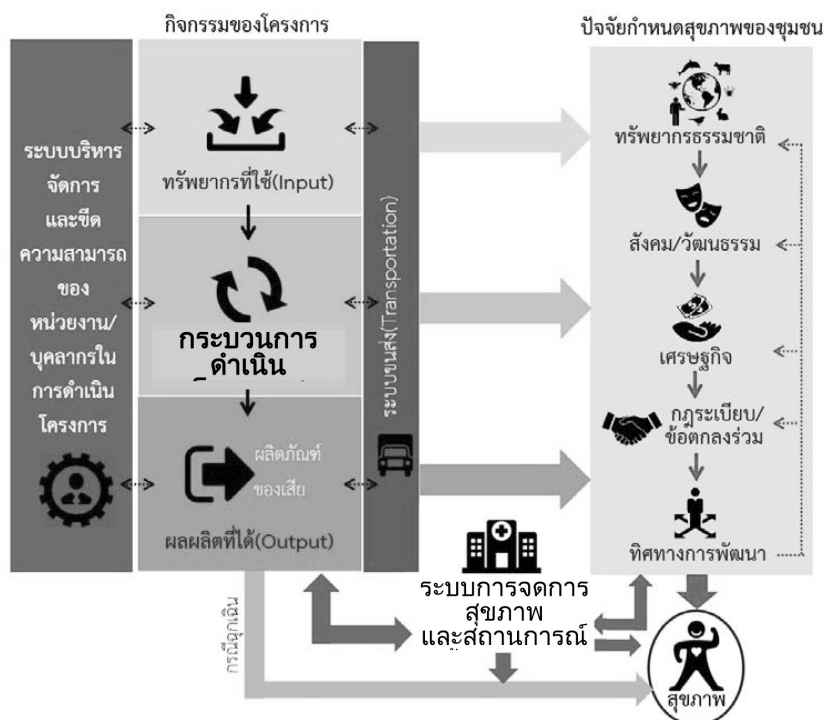 กิจกรรมของโครงการ
ปัจจัยกำหนดสุขภาพของชุมชน
ระบบบริหาร
จัดการ
และขีด
ความสามารถ
ของ
หน่วยงาน/
บุคลากรใน
การดำเนิน
โครงการ
ทรัพยากรที่ใช้(Input)
กระบวนการ
ดำเนิน
ผลิตภัณฑ์
ของเสีย
ผลผลิตที่ได้(Output)
ระบบขนส่ง(Transportation)
ทรัพยากรธรรมชาติ
สังคม/วัฒนธรรม
เศรษฐกิจ
กฎระเบียบ/
ข้อตกลงร่วม
ทิศทางการพัฒนา
กรณีฉุกเฉิน
ระบบการจดการ
สุขภาพ
และสถานการณ์
สุขภาพ